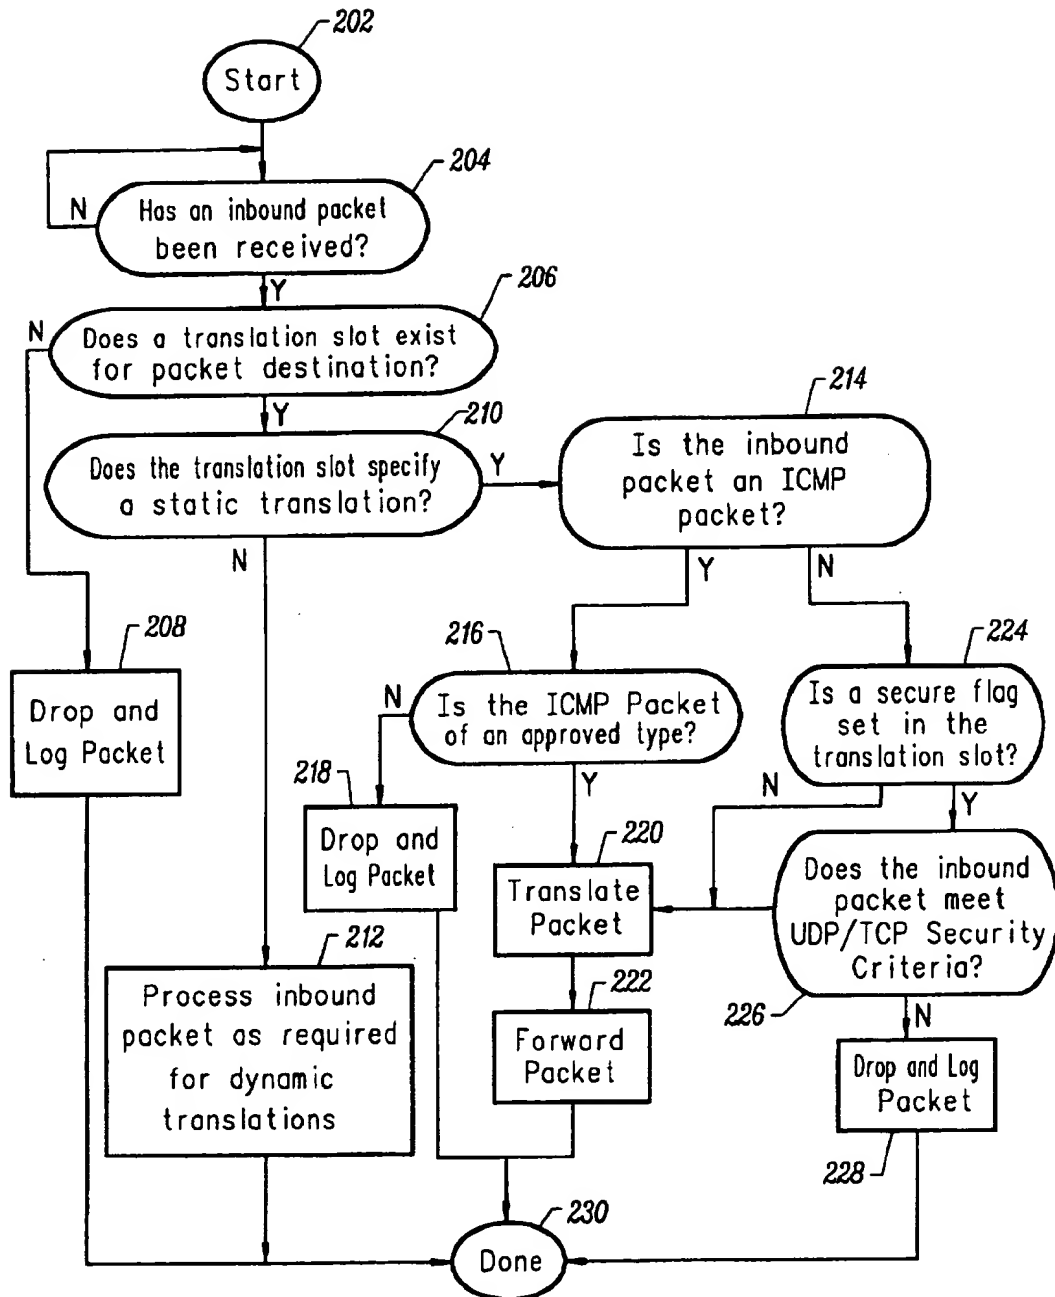 202
Start
204
N
Has an inbound packet
been received?
Y
206
N
Does a translation slot exist
for packet destination?
Y
210
Does the translation slot specify
a static translation?
Y
N
214
Is the inbound
packet an ICMP
packet?
Y
N
208
Drop and
Log Packet
216
Is the ICMP Packet
of an approved type?
N
Y
224
Is a secure flag
set in the
translation slot?
N
Y
218
Drop and
Log Packet
220
Translate
Packet
Does the inbound
packet meet
UDP/TCP Security
Criteria?
226
N
212
Process inbound
packet as required
for dynamic
translations
222
Forward
Packet
Drop and Log
Packet
228
230
Done